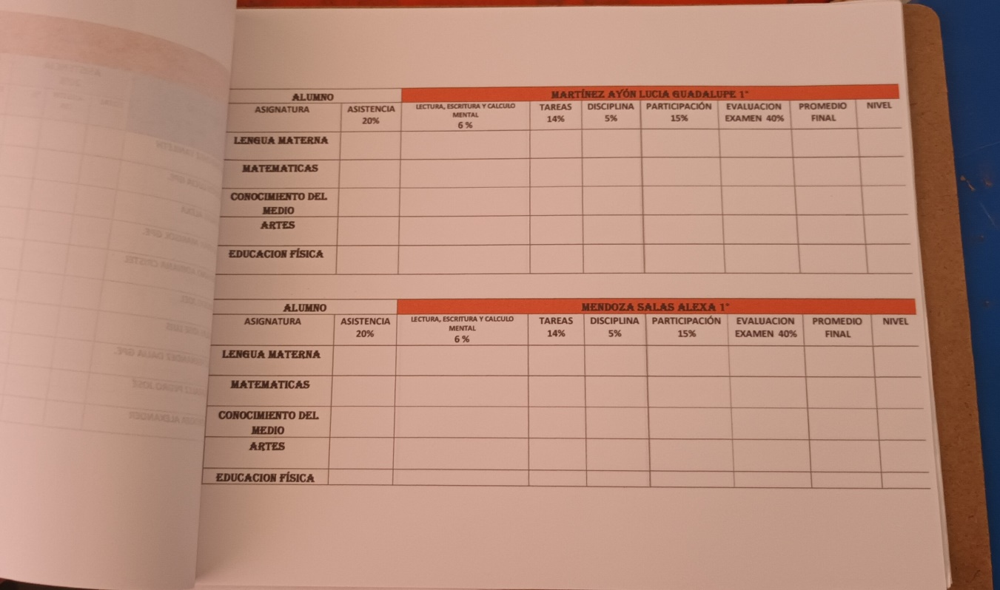 ALUMNO MARTÍNEZ AYÓN LUCIA GUADALUPE 1°
ASIGNATURA ASISTENCIA 20% LECTURA, ESCRITURA Y CALCULO MENTAL 6 % TAREAS 14% DISCIPLINA 5% PARTICIPACIÓN 15% EVALUACION EXAMEN 40% PROMEDIO FINAL NIVEL
LENGUA MATERNA
MATEMATICAS
CONOCIMIENTO DEL
MEDIO
ARTES
EDUCACION FÍSICA
ALUMNO MENDOZA SALAS ALEXA 1°
ASIGNATURA ASISTENCIA 20% LECTURA, ESCRITURA Y CALCULO MENTAL 6 % TAREAS 14% DISCIPLINA 5% PARTICIPACIÓN 15% EVALUACION EXAMEN 40% PROMEDIO FINAL NIVEL
LENGUA MATERNA
MATEMATICAS
CONOCIMIENTO DEL
MEDIO
ARTES
EDUCACION FÍSICA